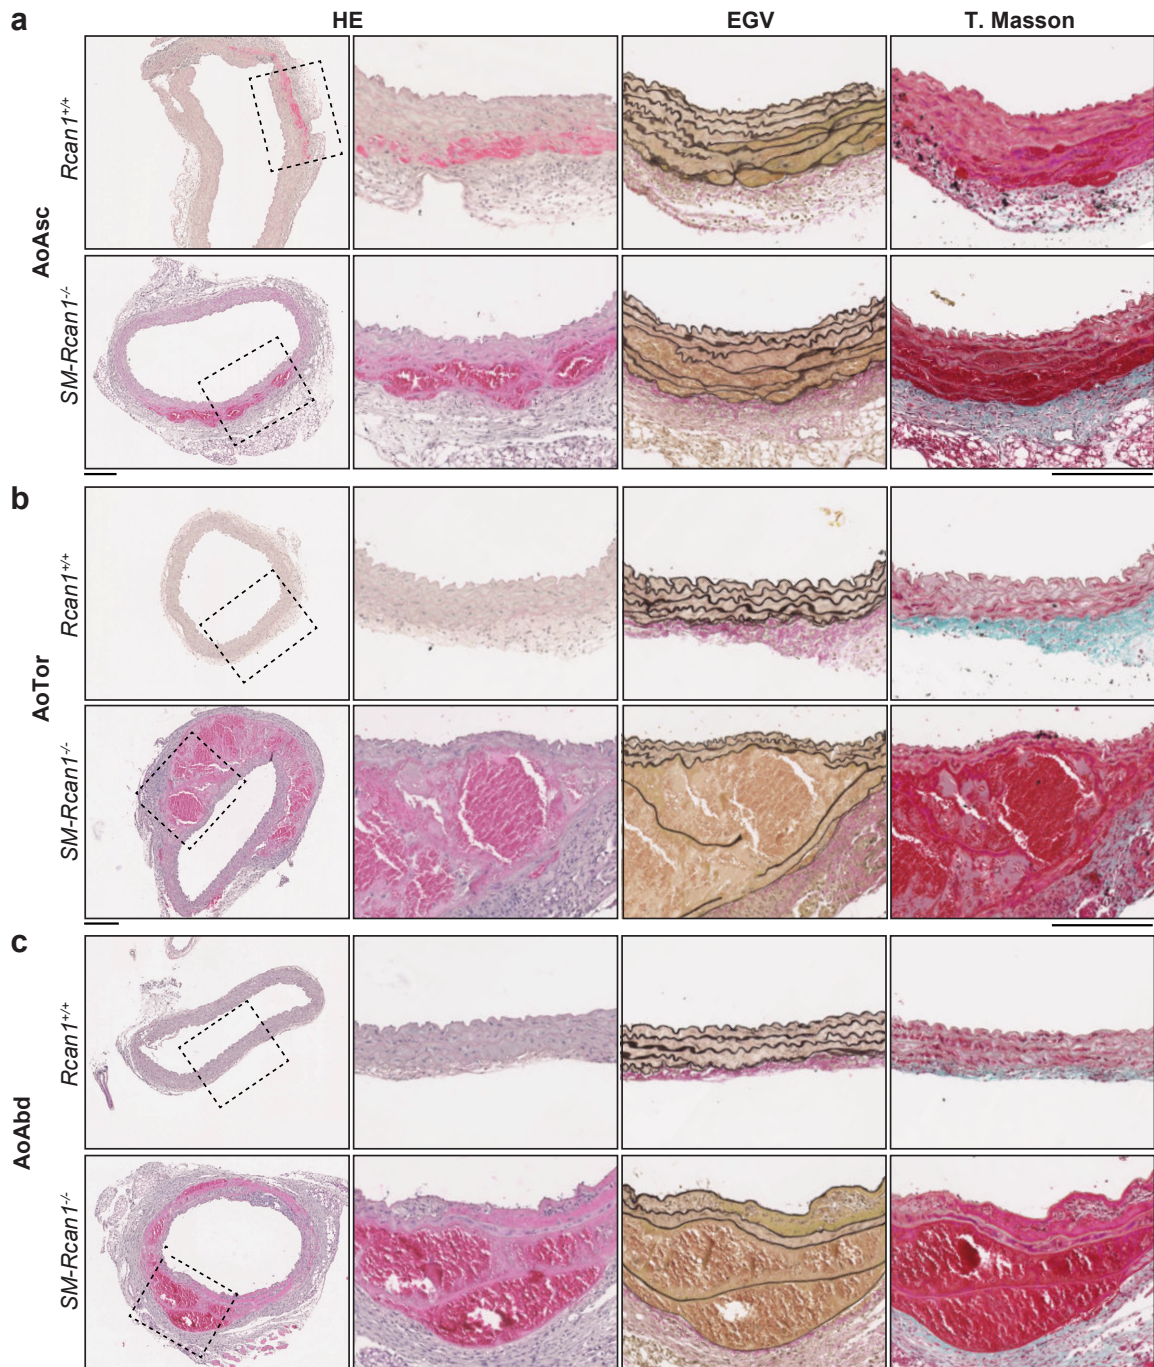 a
HE
EGV
T. Masson
AoAsc
Rcan1+/+
SM-Rcan1-/-
b
AoTor
Rcan1+/+
SM-Rcan1-/-
c
AoAbd
Rcan1+/+
SM-Rcan1-/-